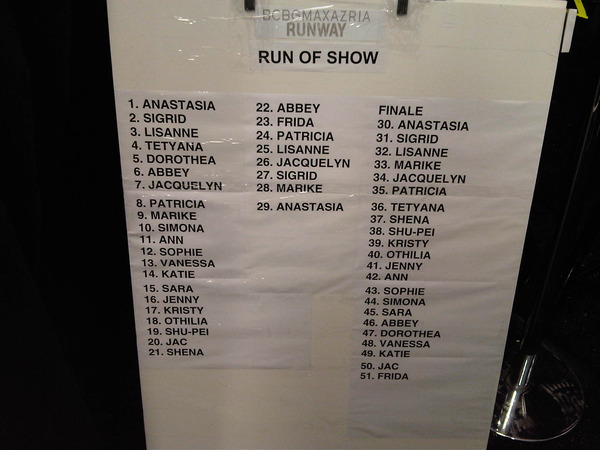 BCBGMAXAZRIA
RUNWAY
RUN OF SHOW
1. ANASTASIA
2. SIGRID
3. LISANNE
4. TETYANA
5. DOROTHEA
6. ABBEY
7. JACQUELYN
8. PATRICIA
9. MARIKE
10. SIMONA
11. ANN
12. SOPHIE
13. VANESSA
14. KATIE
15. SARA
16. JENNY
17. KRISTY
18. OTHILIA
19. SHU-PEI
20. JAC
21. SHENA
22. ABBEY
23. FRIDA
24. PATRICIA
25. LISANNE
26. JACQUELYN
27. SIGRID
28. MARIKE
29. ANASTASIA
FINALE
30. ANASTASIA
31. SIGRID
32. LISANNE
33. MARIKE
34. JACQUELYN
35. PATRICIA
36. TETYANA
37. SHENA
38. SHU-PEI
39. KRISTY
40. OTHILIA
41. JENNY
42. ANN
43. SOPHIE
44. SIMONA
45. SARA
46. ABBEY
47. DOROTHEA
48. VANESSA
49. KATIE
50. JAC
51. FRIDA